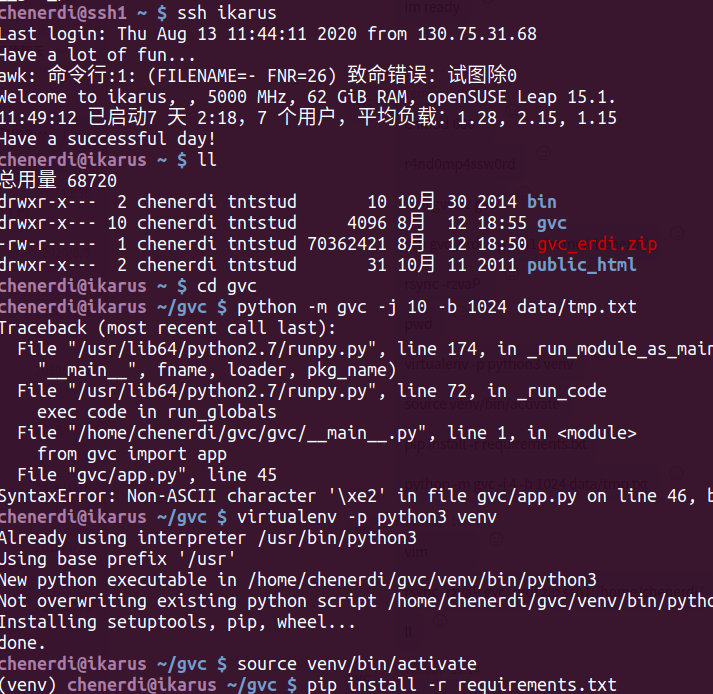 chenerdi@ssh1 ~ $ ssh ikarus
Last login: Thu Aug 13 11:44:11 2020 from 130.75.31.68
Have a lot of fun...
awk: 命令行:1: (FILENAME=- FNR=26) 致命错误: 试图除0
Welcome to ikarus, , 5000 MHz, 62 GiB RAM, openSUSE Leap 15.1.
11:49:12 已启动7 天 2:18, 7 个用户, 平均负载: 1.28, 2.15, 1.15
Have a successful day!
chenerdi@ikarus ~ $ ll
总用量 68720
drwxr-x--- 2 chenerdi tntstud 10 10月 30 2014 bin
drwxr-x--- 10 chenerdi tntstud 4096 8月 12 18:55 gvc
-rw-r----- 1 chenerdi tntstud 70362421 8月 12 18:50 gvc_erdi.zip
drwxr-x--- 2 chenerdi tntstud 31 10月 11 2011 public_html
chenerdi@ikarus ~ $ cd gvc
chenerdi@ikarus ~/gvc $ python -m gvc -j 10 -b 1024 data/tmp.txt
Traceback (most recent call last):
File "/usr/lib64/python2.7/runpy.py", line 174, in _run_module_as_main
"__main__", fname, loader, pkg_name)
File "/usr/lib64/python2.7/runpy.py", line 72, in _run_code
exec code in run_globals
File "/home/chenerdi/gvc/gvc/__main__.py", line 1, in <module>
from gvc import app
File "gvc/app.py", line 45
SyntaxError: Non-ASCII character '\xe2' in file gvc/app.py on line 46, b
chenerdi@ikarus ~/gvc $ virtualenv -p python3 venv
Already using interpreter /usr/bin/python3
Using base prefix '/usr'
New python executable in /home/chenerdi/gvc/venv/bin/python3
Not overwriting existing python script /home/chenerdi/gvc/venv/bin/pytho
Installing setuptools, pip, wheel...
done.
chenerdi@ikarus ~/gvc $ source venv/bin/activate
(venv) chenerdi@ikarus ~/gvc $ pip install -r requirements.txt